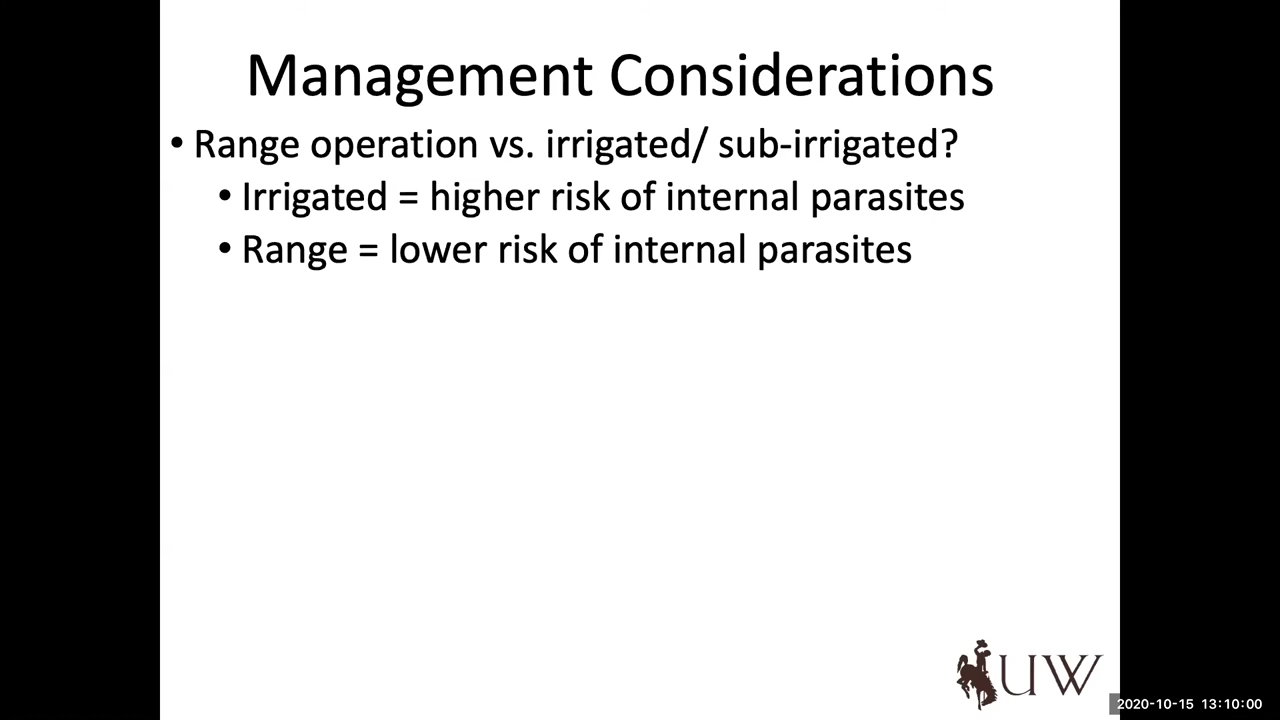 Management Considerations
• Range operation vs. irrigated/ sub-irrigated?
• Irrigated = higher risk of internal parasites
• Range = lower risk of internal parasites
UW
2020-10-15 13:10:00